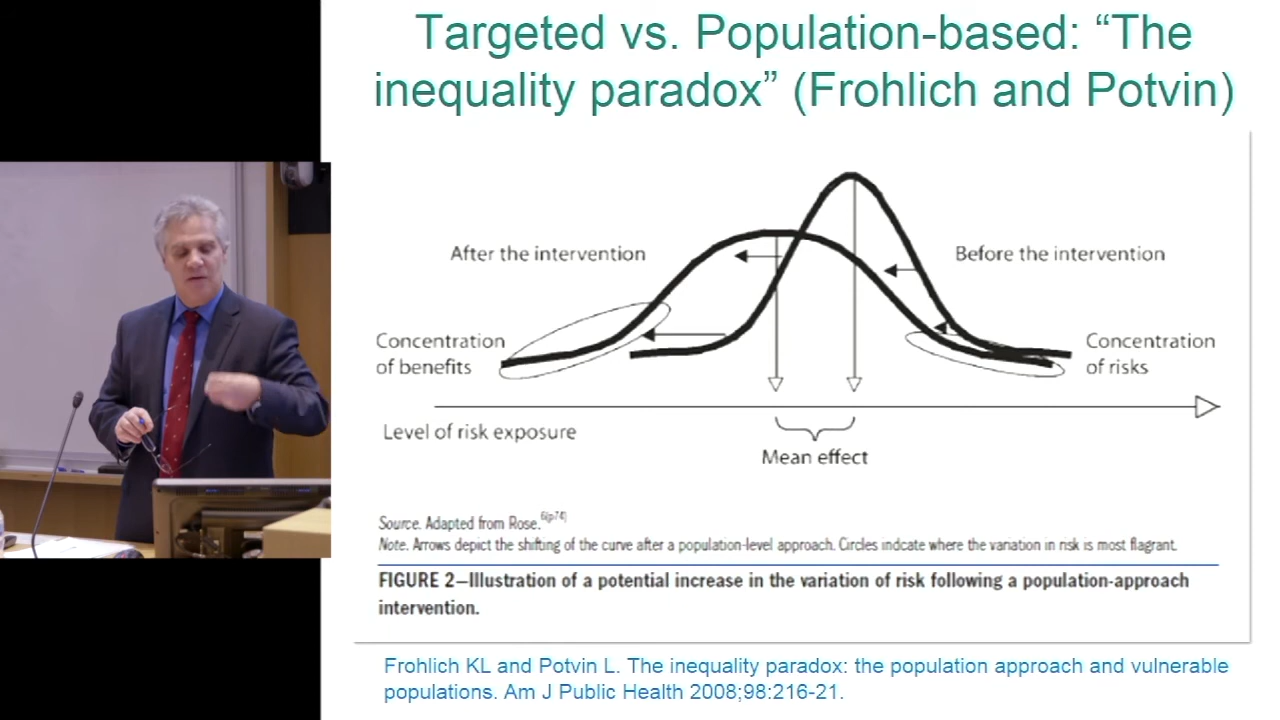 Targeted vs. Population-based: “The
inequality paradox” (Frohlich and Potvin)
After the intervention
Before the intervention
Concentration
of benefits
Concentration
of risks
Level of risk exposure
Mean effect
Source. Adapted from Rose.6(p74)
Note. Arrows depict the shifting of the curve after a population-level approach. Circles indcate where the variation in risk is most flagrant.
FIGURE 2—Illustration of a potential increase in the variation of risk following a population-approach
intervention.
Frohlich KL and Potvin L. The inequality paradox: the population approach and vulnerable
populations. Am J Public Health 2008;98:216-21.